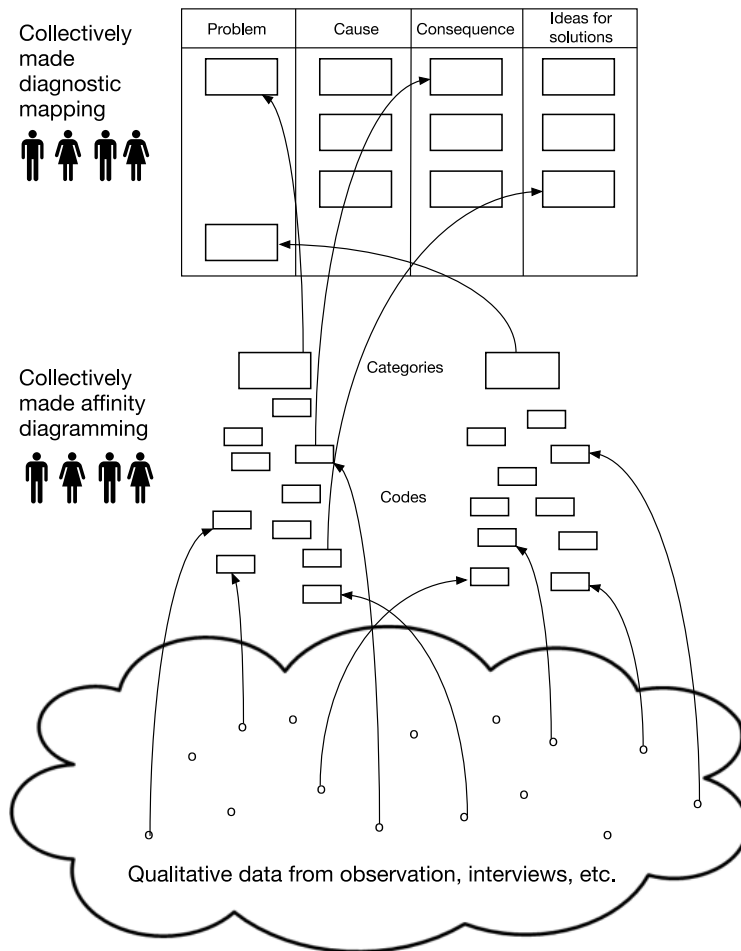 Collectively
made
diagnostic
mapping
Problem
Cause
Consequence
Ideas for
solutions
Collectively
made affinity
diagramming
Categories
Codes
Qualitative data from observation, interviews, etc.